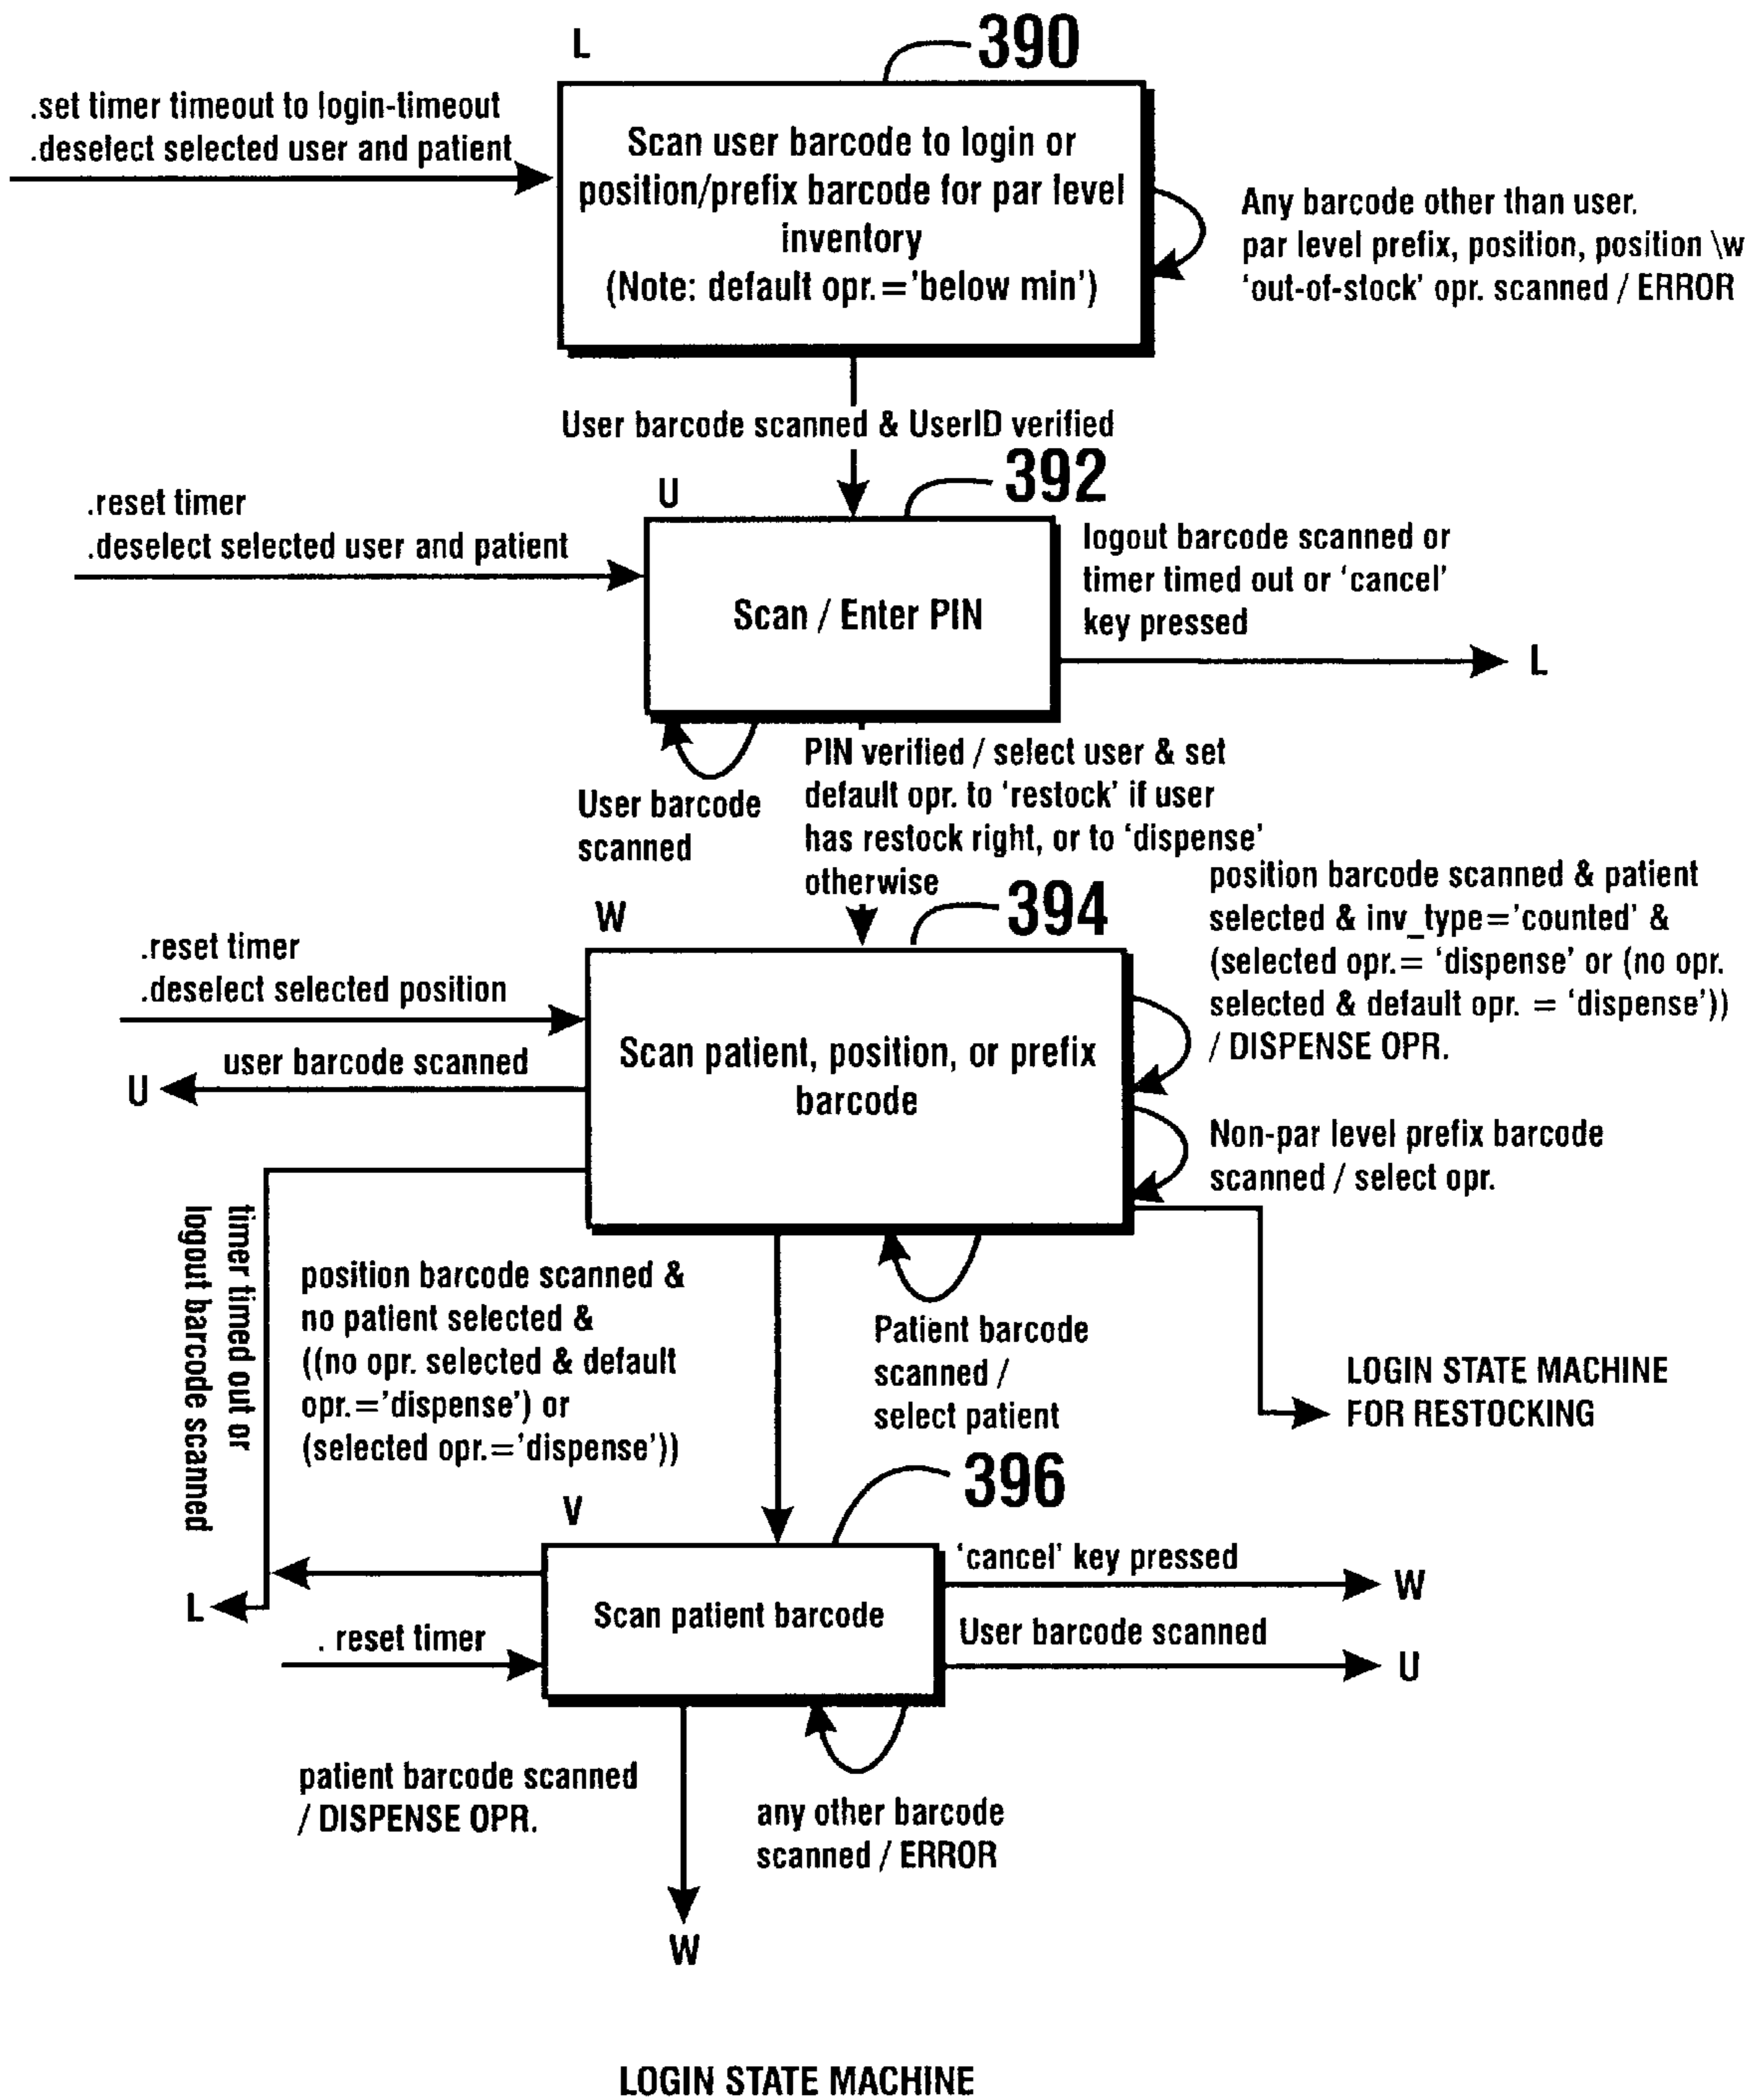 L
390
.set timer timeout to login-timeout
.deselect selected user and patient
Scan user barcode to login or
position/prefix barcode for par level
inventory
(Note: default opr.='below min')
Any barcode other than user.
par level prefix, position, position \w
'out-of-stock' opr. scanned / ERROR
User barcode scanned & UserID verified
U
392
.reset timer
.deselect selected user and patient
Scan / Enter PIN
logout barcode scanned or
timer timed out or 'cancel'
key pressed
L
User barcode
scanned
PIN verified / select user & set
default opr. to 'restock' if user
has restock right, or to 'dispense'
otherwise
W
394
position barcode scanned & patient
selected & inv_type='counted' &
(selected opr.= 'dispense' or (no opr.
selected & default opr. = 'dispense'))
/ DISPENSE OPR.
.reset timer
.deselect selected position
user barcode scanned
U
Scan patient, position, or prefix
barcode
Non-par level prefix barcode
scanned / select opr.
timer timed out or
logout barcode scanned
position barcode scanned &
no patient selected &
((no opr. selected & default
opr.='dispense') or
(selected opr.='dispense'))
Patient barcode
scanned /
select patient
LOGIN STATE MACHINE
FOR RESTOCKING
V
396
L
. reset timer
Scan patient barcode
'cancel' key pressed
W
User barcode scanned
U
patient barcode scanned
/ DISPENSE OPR.
any other barcode
scanned / ERROR
W
LOGIN STATE MACHINE